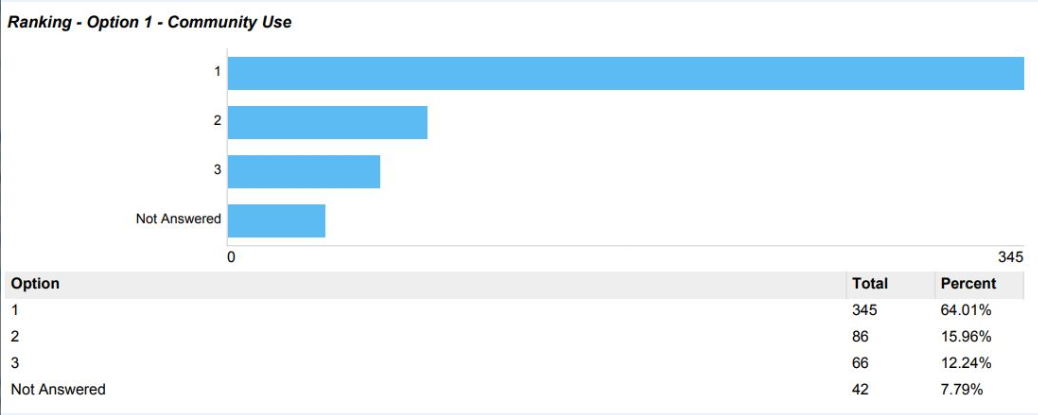 Ranking - Option 1 - Community Use
1
2
3
Not Answered
0 345
Option Total Percent
1 345 64.01%
2 86 15.96%
3 66 12.24%
Not Answered 42 7.79%